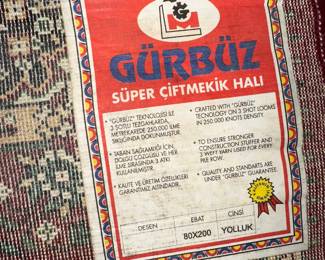 GÜRBÜZ
SÜPER ÇİFTMEKİK HALI
• "GÜRBÜZ" TEKNOLOJİSİ İLE
3 ŞOTLU TEZGAHLARDA,
METREKAREDE 250.000 İLME
SIKLIĞINDA DOKUNMUŞTUR.
• TABAN SAĞLAMLIĞI İÇİN
DOLGU ÇÖZGÜSÜ VE HER
İLME SIRASINDA 3 ATKI
KULLANILMIŞTIR.
• KALİTE VE ÜRETİM ÖZELLİKLERİ
GARANTİMİZ ALTINDADIR.
• CRAFTED WITH "GÜRBÜZ"
TECNOLOGY ON 3 SHOT LOOMS
IN 250.000 KNOTS DENSITY.
• TO ENSURE STRONGER
CONSTRUCTION STUFFER AND
3 WEFT YARN USED FOR EVERY
PER ROW.
• QUALITY AND STANDARTS ARE
UNDER "GÜRBÜZ" GUARANTEE.
DESEN EBAT CİNSİ
80X200 YOLLUK